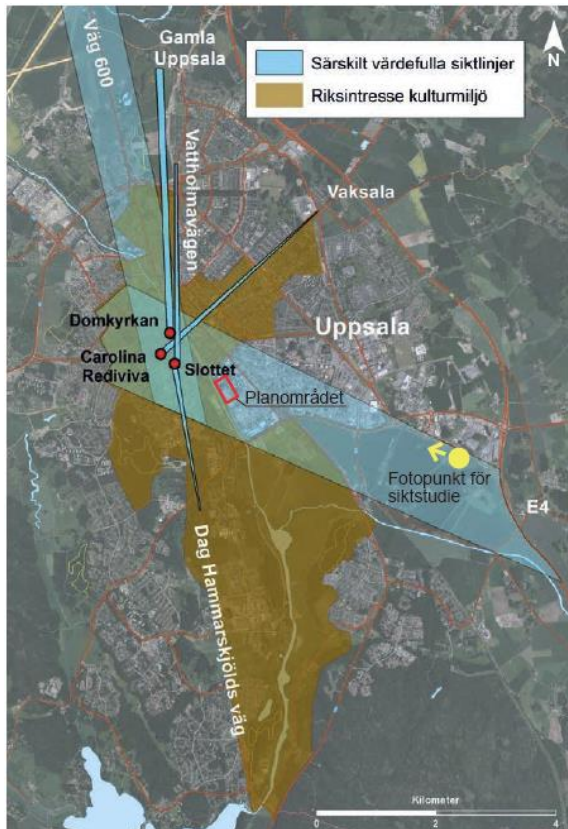 Väg 600
Gamla
Uppsala
Särskilt värdefulla siktlinjer
Riksintresse kulturmiljö
N
Vattholmavägen
Vaksala
Domkyrkan
Uppsala
Carolina
Rediviva
Slottet
Planområdet
Fotopunkt för
siktstudie
E4
Dag Hammarskjölds väg
Kilometer
0 1 2 4